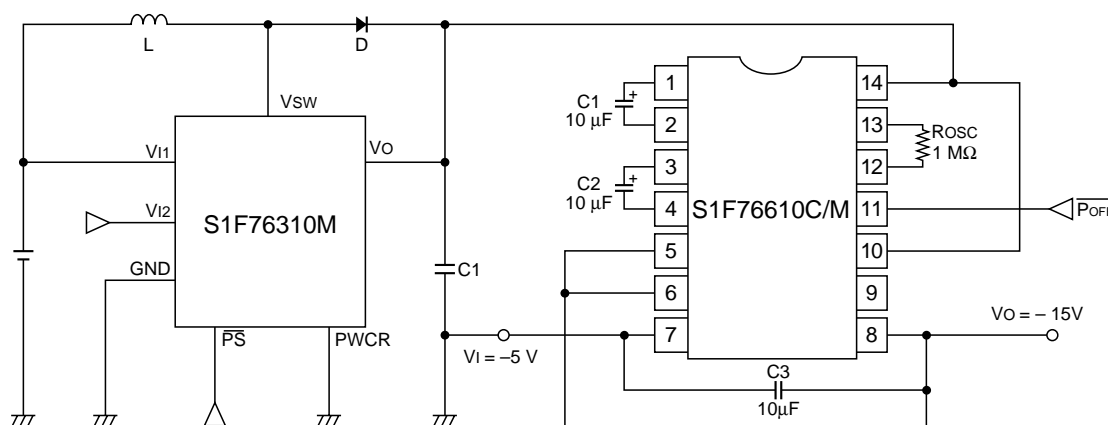 L
D
VSW
VI1
VO
VI2
S1F76310M
GND
PS
PWCR
C1
C1
10 µF
+
C2
10 µF
+
1
2
3
4
5
6
7
S1F76610C/M
14
13
12
11
10
9
8
ROSC
1 MΩ
VI = –5 V
C3
10µF
VO = – 15V